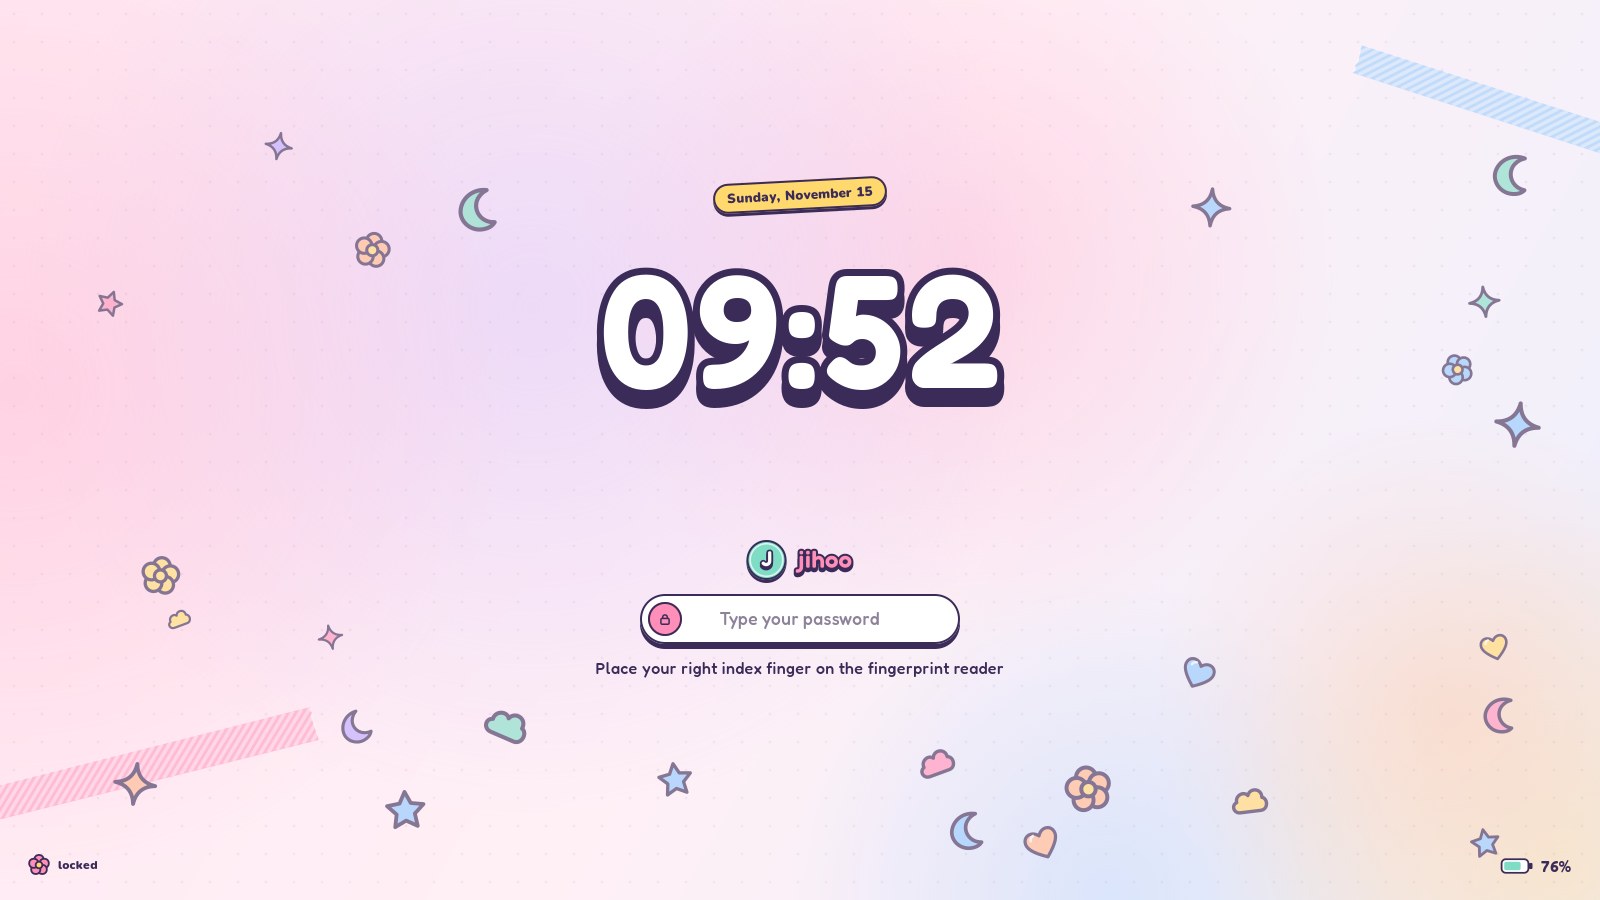 Sunday, November 15
09:52
J jihoo
Type your password
Place your right index finger on the fingerprint reader
locked
76%